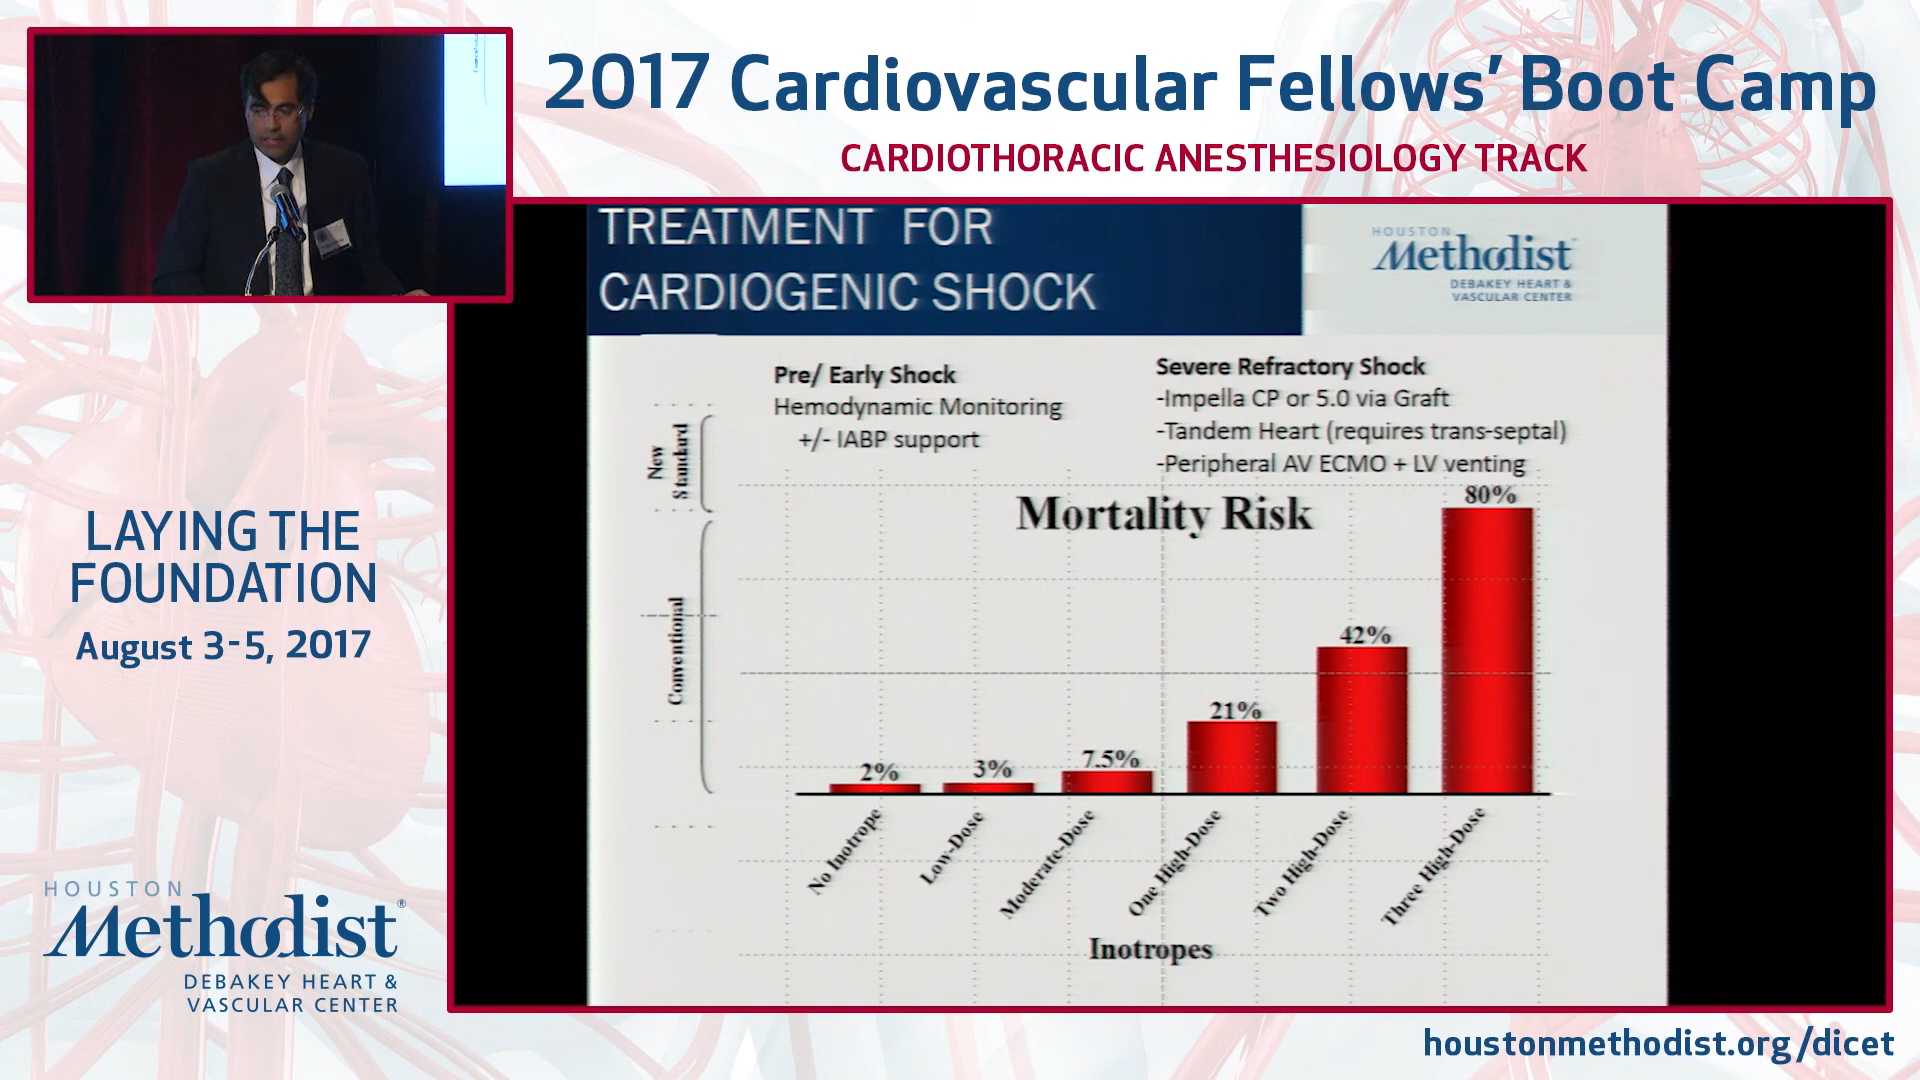 2017 Cardiovascular Fellows’ Boot Camp
CARDIOTHORACIC ANESTHESIOLOGY TRACK
TREATMENT FOR
CARDIOGENIC SHOCK
HOUSTON
Methodist
DEBAKEY HEART &
VASCULAR CENTER
Pre/ Early Shock
Hemodynamic Monitoring
+/- IABP support
Severe Refractory Shock
-Impella CP or 5.0 via Graft
-Tandem Heart (requires trans-septal)
-Peripheral AV ECMO + LV venting
New
Standard
Conventional
Mortality Risk
2%
3%
7.5%
21%
42%
80%
No Inotrope
Low-Dose
Moderate-Dose
One High-Dose
Two High-Dose
Three High-Dose
Inotropes
LAYING THE
FOUNDATION
August 3-5, 2017
HOUSTON
Methodist®
DEBAKEY HEART &
VASCULAR CENTER
houstonmethodist.org/dicet